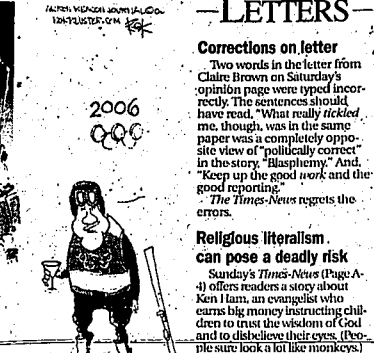 2006
LETTERS
Corrections on letter
Two words in the letter from
Claire Brown on Saturday's
opinion page were typed incor-
rectly. The sentences should
have read, "What really tickled
me, though, was in the same
paper was a completely oppo-
site view of "politically correct"
in the story, "Blasphemy." And,
"Keep up the good work and the
good reporting."
The Times-News regrets the
errors.
Religious literalism
can pose a deadly risk
Sunday's Times-News (Page A-
4) offers readers a story about
Ken Ham, an evangelist who
earns big money instructing chil-
dren to trust the wisdom of God
and to disbelieve their eyes. (Peo-
ple sure look a lot like monkeys.)